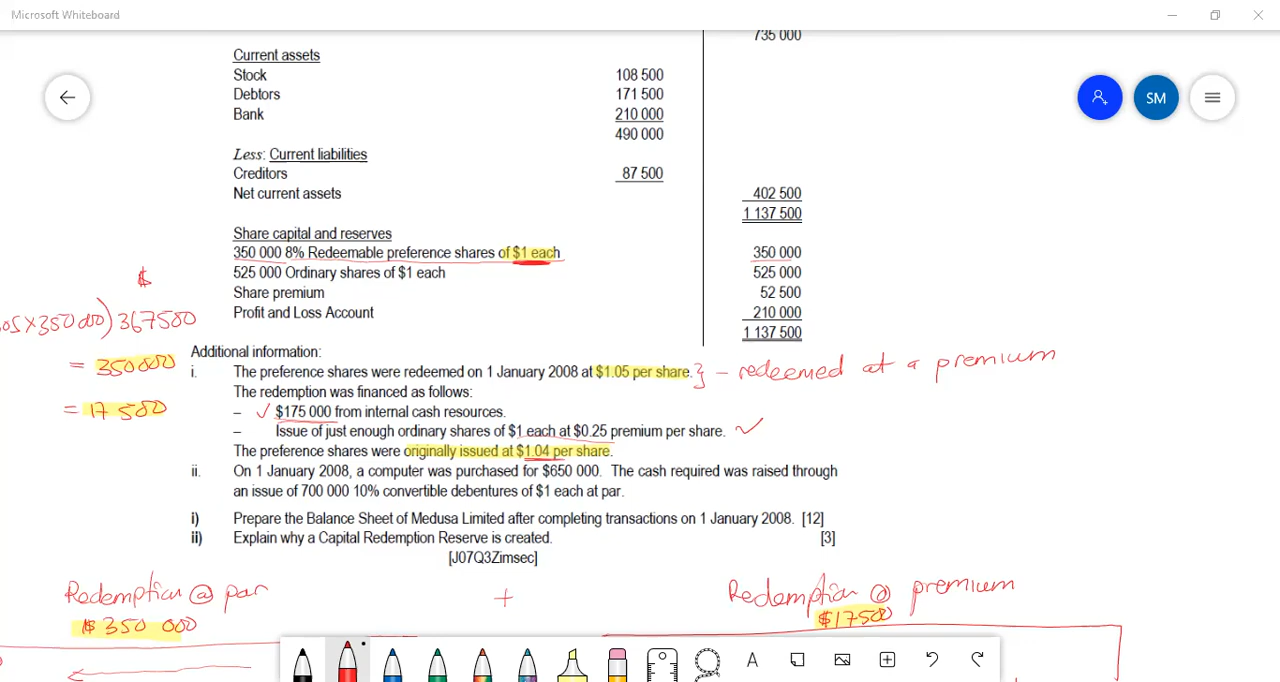 Microsoft Whiteboard
735 000
Current assets
Stock 108 500
Debtors 171 500
Bank 210 000
490 000
SM
Less: Current liabilities
Creditors 87 500
Net current assets 402 500
1 137 500
Share capital and reserves
350 000 8% Redeemable preference shares of $1 each 350 000
525 000 Ordinary shares of $1 each 525 000
Share premium 52 500
Profit and Loss Account 210 000
1 137 500
$
05 x 350 000) 367500
= 350000
= 17 500
Additional information:
i. The preference shares were redeemed on 1 January 2008 at $1.05 per share. } - redeemed at a premium
The redemption was financed as follows:
– ✓ $175 000 from internal cash resources.
– Issue of just enough ordinary shares of $1 each at $0.25 premium per share. ✓
The preference shares were originally issued at $1.04 per share.
ii. On 1 January 2008, a computer was purchased for $650 000. The cash required was raised through
an issue of 700 000 10% convertible debentures of $1 each at par.
i) Prepare the Balance Sheet of Medusa Limited after completing transactions on 1 January 2008. [12]
ii) Explain why a Capital Redemption Reserve is created. [3]
[J07Q3Zimsec]
Redemption @ par + Redemption @ premium
$ 350 000 $17500
A